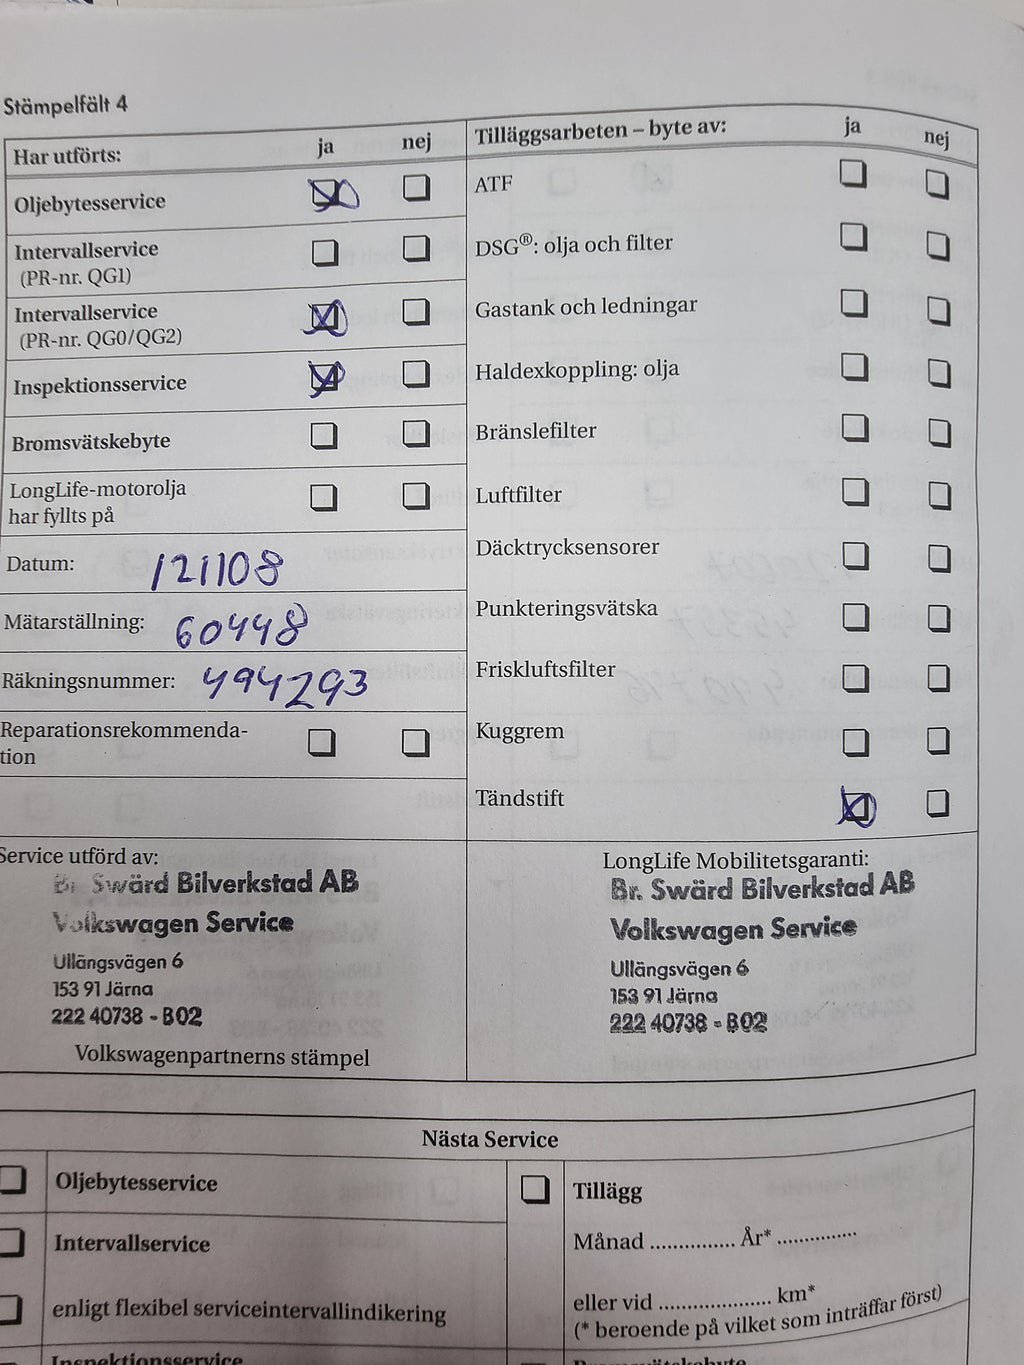 Stämpelfält 4
Har utförts: ja nej
Oljebytesservice
Intervallservice
(PR-nr. QG1)
Intervallservice
(PR-nr. QG0/QG2)
Inspektionsservice
Bromsvätskebyte
LongLife-motorolja
har fyllts på
Datum: 121108
Mätarställning: 60448
Räkningsnummer: 494293
Reparationsrekommenda-
tion
Tilläggsarbeten – byte av: ja nej
ATF
DSG®: olja och filter
Gastank och ledningar
Haldexkoppling: olja
Bränslefilter
Luftfilter
Däcktrycksensorer
Punkteringsvätska
Friskluftsfilter
Kuggrem
Tändstift
Service utförd av:
Br. Swärd Bilverkstad AB
Volkswagen Service
Ullängsvägen 6
153 91 Järna
222 40738 - B02
Volkswagenpartnerns stämpel
LongLife Mobilitetsgaranti:
Br. Swärd Bilverkstad AB
Volkswagen Service
Ullängsvägen 6
153 91 Järna
222 40738 - B02
Nästa Service
Oljebytesservice
Intervallservice
enligt flexibel serviceintervallindikering
Inspektionsservice
Tillägg
Månad ............... År* ...............
eller vid .................... km*
(* beroende på vilket som inträffar först)
Bromsvätskebyte